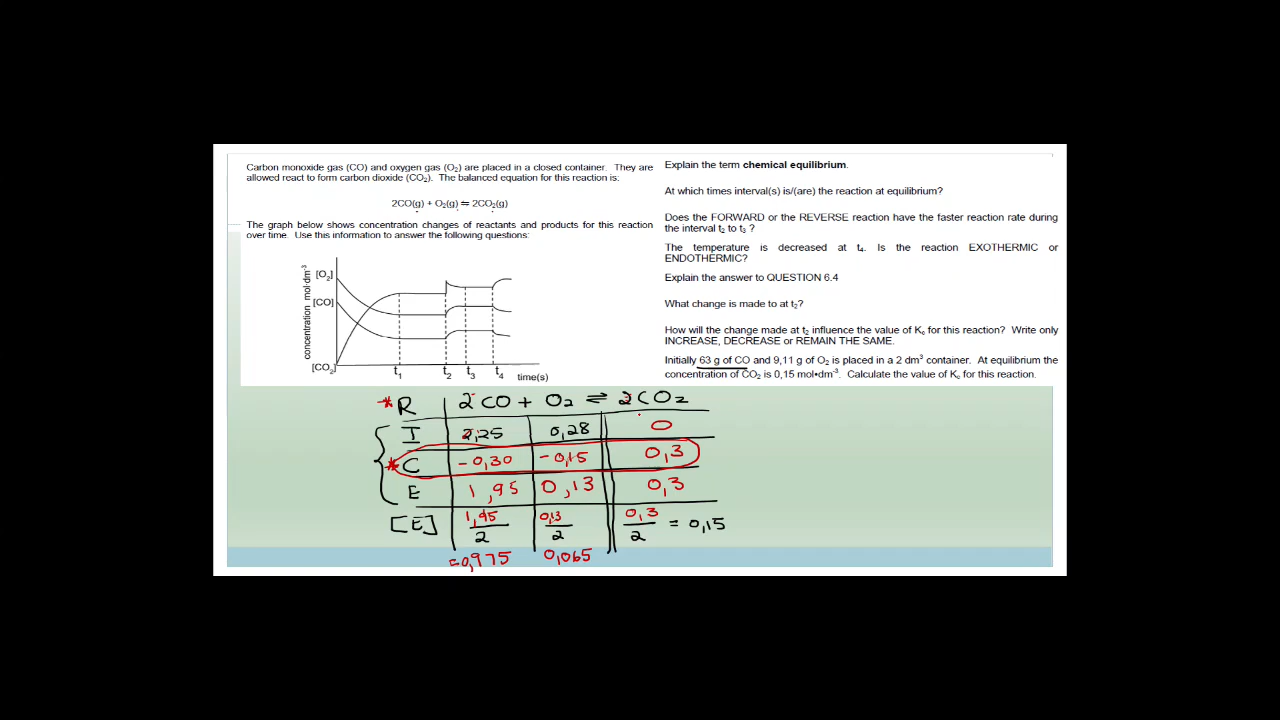 Carbon monoxide gas (CO) and oxygen gas (O₂) are placed in a closed container. They are
allowed react to form carbon dioxide (CO₂). The balanced equation for this reaction is:
2CO(g) + O₂(g) ⇌ 2CO₂(g)
The graph below shows concentration changes of reactants and products for this reaction
over time. Use this information to answer the following questions:
concentration mol·dm⁻³
[O₂]
[CO]
[CO₂]
t₁ t₂ t₃ t₄ time(s)
Explain the term chemical equilibrium.
At which times interval(s) is/(are) the reaction at equilibrium?
Does the FORWARD or the REVERSE reaction have the faster reaction rate during
the interval t₂ to t₃ ?
The temperature is decreased at t₄. Is the reaction EXOTHERMIC or
ENDOTHERMIC?
Explain the answer to QUESTION 6.4
What change is made to at t₂?
How will the change made at t₂ influence the value of Kc for this reaction? Write only
INCREASE, DECREASE or REMAIN THE SAME.
Initially 63 g of CO and 9,11 g of O₂ is placed in a 2 dm³ container. At equilibrium the
concentration of CO₂ is 0,15 mol•dm⁻³. Calculate the value of Kc for this reaction.
* R 2CO + O₂ ⇌ 2CO₂
I 2,25 0,28 0
* C -0,30 -0,15 0,3
E 1,95 0,13 0,3
[E] 1,95/2 0,13/2 0,3/2 = 0,15
=0,975 0,065